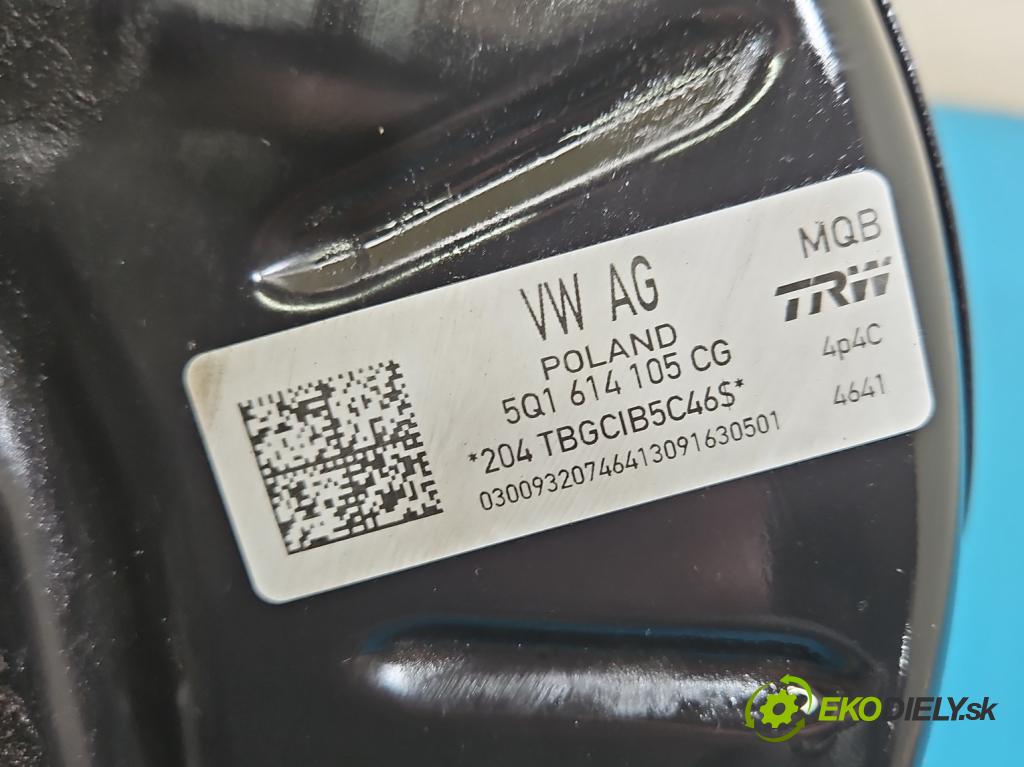 VW AG
POLAND
5Q1 614 105 CG
*204 TBGCIB5C46$*
03009320746413091630501
MQB
TRW
4p4C
4641
EKODIELY.sk